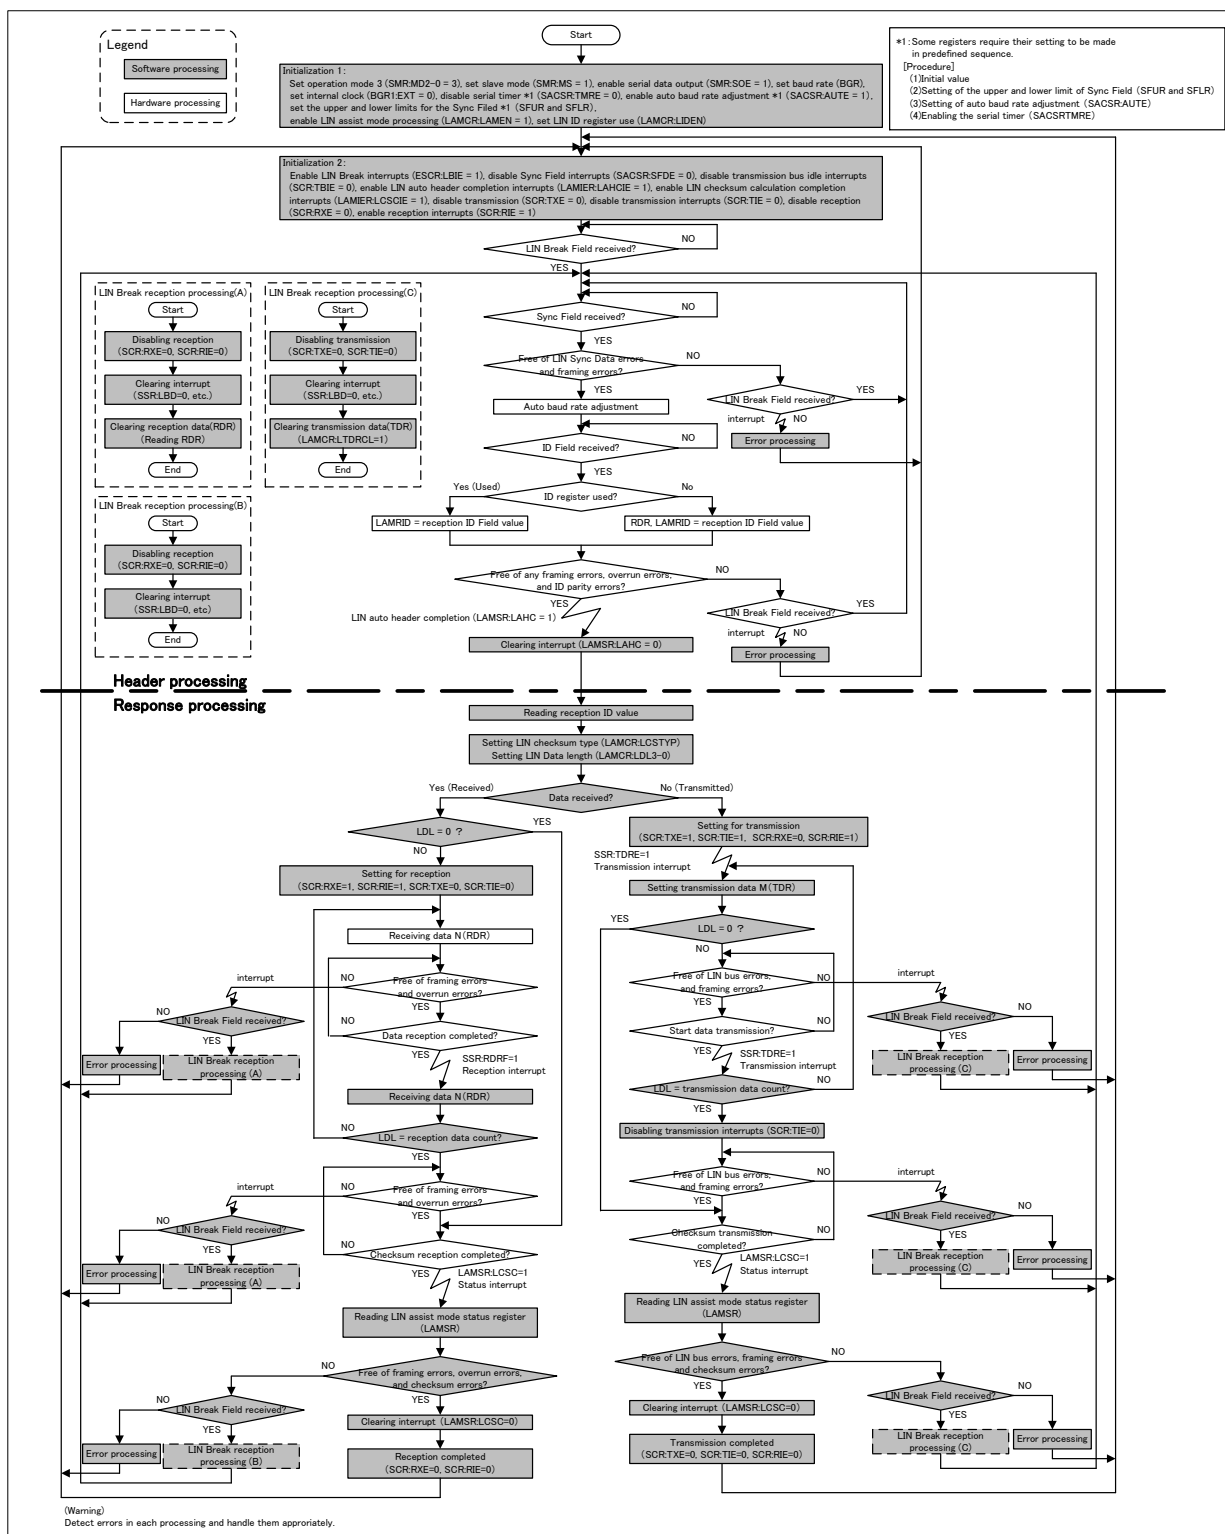 Start
Legend
Software processing
Hardware processing
*1 : Some registers require their setting to be made
in predefined sequence.
[Procedure]
(1)Initial value
(2)Setting of the upper and lower limit of Sync Field (SFUR and SFLR)
(3)Setting of auto baud rate adjustment (SACSR:AUTE)
(4)Enabling the serial timer (SACSRTMRE)
Initialization 1 :
Set operation mode 3 (SMR:MD2-0 = 3), set slave mode (SMR:MS = 1), enable serial data output (SMR:SOE = 1), set baud rate (BGR)
set internal clock (BGR1:EXT = 0), disable serial timer *1 (SACSR:TMRE = 0), enable auto baud rate adjustment *1 (SACSR:AUTE = 1),
set the upper and lower limits for the Sync Filed *1 (SFUR and SFLR),
enable LIN assist mode processing (LAMCR:LAMEN = 1), set LIN ID register use (LAMCR:LIDEN)
Initialization 2 :
Enable LIN Break interrupts (ESCR:LBIE = 1), disable Sync Field interrupts (SACSR:SFDE = 0), disable transmission bus idle interrupts
(SCR:TBIE = 0), enable LIN auto header completion interrupts (LAMIER:LAHCIE = 1), enable LIN checksum calculation completion
interrupts (LAMIER:LCSCIE = 1), disable transmission (SCR:TXE = 0), disable transmission interrupts (SCR:TIE = 0), disable reception
(SCR:RXE = 0), enable reception interrupts (SCR:RIE = 1)
LIN Break Field received?
NO
YES
LIN Break reception processing(A)
Start
Disabling reception
(SCR:RXE=0, SCR:RIE=0)
Clearing interrupt
(SSR:LBD=0, etc.)
Clearing reception data(RDR)
(Reading RDR)
End
LIN Break reception processing(C)
Start
Disabling transmission
(SCR:TXE=0, SCR:TIE=0)
Clearing interrupt
(SSR:LBD=0, etc.)
Clearing transmission data(TDR)
(LAMCR:LTDRCL=1)
End
LIN Break reception processing(B)
Start
Disabling reception
(SCR:RXE=0, SCR:RIE=0)
Clearing interrupt
(SSR:LBD=0, etc)
End
Sync Field received?
NO
YES
Free of LIN Sync Data errors
and framing errors?
NO
YES
LIN Break Field received?
YES
interrupt
NO
Error processing
Auto baud rate adjustment
ID Field received?
NO
YES
ID register used?
Yes (Used)
No
LAMRID = reception ID Field value
RDR, LAMRID = reception ID Field value
Free of any framing errors, overrun errors,
and ID parity errors?
NO
YES
LIN Break Field received?
YES
interrupt
NO
Error processing
LIN auto header completion (LAMSR:LAHC = 1)
Clearing interrupt (LAMSR:LAHC = 0)
Header processing
Response processing
Reading reception ID value
Setting LIN checksum type (LAMCR:LCSTYP)
Setting LIN Data length (LAMCR:LDL3-0)
Data received?
Yes (Received)
No (Transmitted)
LDL = 0 ?
YES
NO
Setting for reception
(SCR:RXE=1, SCR:RIE=1, SCR:TXE=0, SCR:TIE=0)
Receiving data N(RDR)
Free of framing errors
and overrun errors?
NO
interrupt
YES
LIN Break Field received?
NO
YES
Error processing
LIN Break reception
processing (A)
Data reception completed?
NO
YES
SSR:RDRF=1
Reception interrupt
Receiving data N(RDR)
LDL = reception data count?
NO
YES
Free of framing errors
and overrun errors?
NO
interrupt
YES
LIN Break Field received?
NO
YES
Error processing
LIN Break reception
processing (A)
Checksum reception completed?
NO
YES
LAMSR:LCSC=1
Status interrupt
Reading LIN assist mode status register
(LAMSR)
Free of framing errors, overrun errors,
and checksum errors?
NO
YES
LIN Break Field received?
NO
YES
Error processing
LIN Break reception
processing (B)
Clearing interrupt (LAMSR:LCSC=0)
Reception completed
(SCR:RXE=0, SCR:RIE=0)
Setting for transmission
(SCR:TXE=1, SCR:TIE=1, SCR:RXE=0, SCR:RIE=1)
SSR:TDRE=1
Transmission interrupt
Setting transmission data M(TDR)
LDL = 0 ?
YES
NO
Free of LIN bus errors,
and framing errors?
NO
interrupt
YES
LIN Break Field received?
NO
YES
LIN Break reception
processing (C)
Error processing
Start data transmission?
NO
YES
SSR:TDRE=1
Transmission interrupt
LDL = transmission data count?
NO
YES
Disabling transmission interrupts (SCR:TIE=0)
Free of LIN bus errors,
and framing errors?
NO
interrupt
YES
LIN Break Field received?
NO
YES
LIN Break reception
processing (C)
Error processing
Checksum transmission
completed?
NO
YES
LAMSR:LCSC=1
Status interrupt
Reading LIN assist mode status register
(LAMSR)
Free of LIN bus errors, framing errors
and checksum errors?
NO
YES
LIN Break Field received?
NO
YES
LIN Break reception
processing (C)
Error processing
Clearing interrupt (LAMSR:LCSC=0)
Transmission completed
(SCR:TXE=0, SCR:TIE=0, SCR:RIE=0)
(Warning)
Detect errors in each processing and handle them approriately.